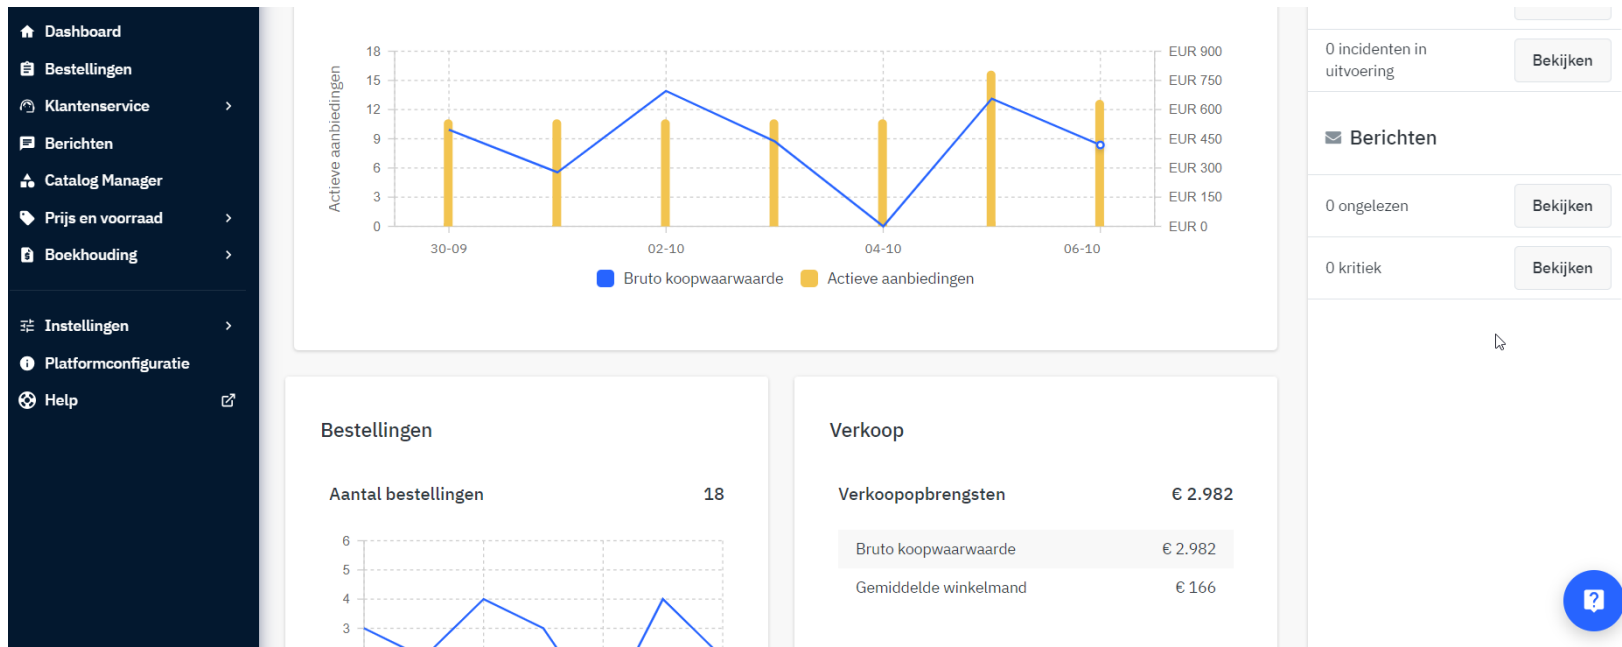 Dashboard
Bestellingen
Klantenservice
Berichten
Catalog Manager
Prijs en voorraad
Boekhouding
Instellingen
Platformconfiguratie
Help
Actieve aanbiedingen
18
15
12
9
6
3
0
EUR 900
EUR 750
EUR 600
EUR 450
EUR 300
EUR 150
EUR 0
30-09
02-10
04-10
06-10
Bruto koopwaarwaarde
Actieve aanbiedingen
Bestellingen
Aantal bestellingen
18
6
5
4
3
Verkoop
Verkoopopbrengsten
€ 2.982
Bruto koopwaarwaarde
€ 2.982
Gemiddelde winkelmand
€ 166
0 incidenten in
uitvoering
Bekijken
Berichten
0 ongelezen
Bekijken
0 kritiek
Bekijken